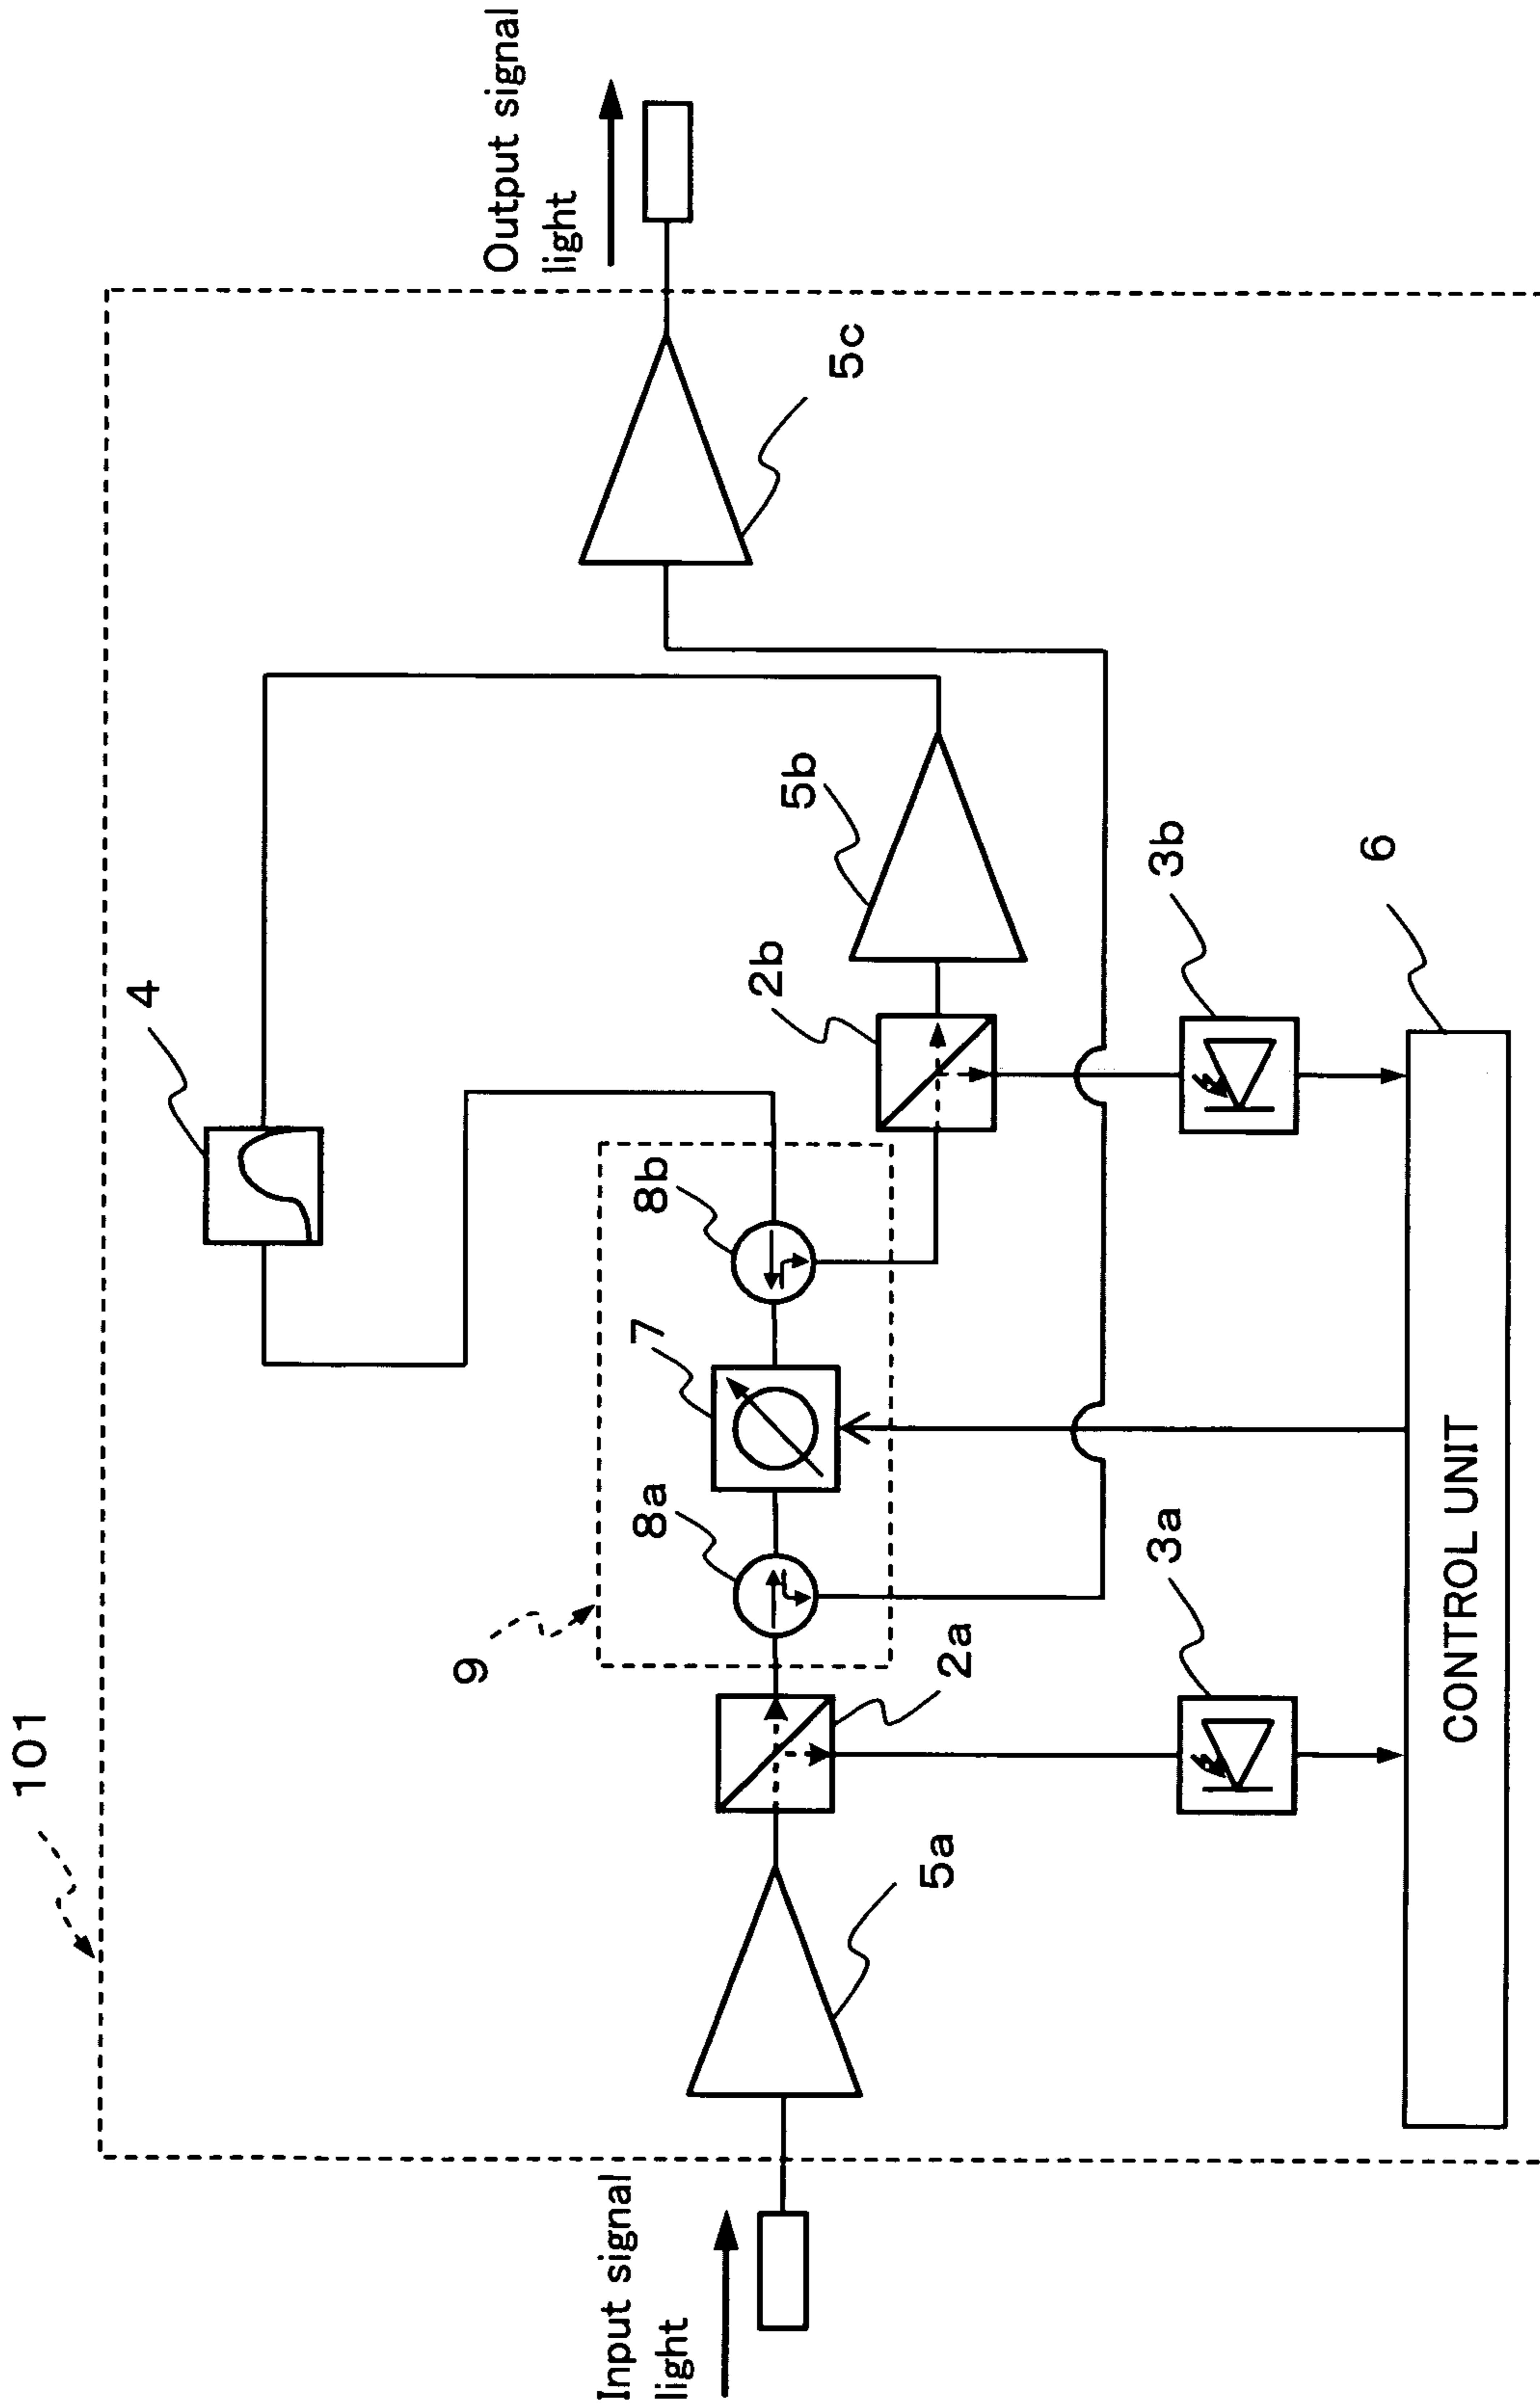 101
Input signal
light
Output signal
light
4
9
8a
7
8b
2a
2b
5a
5b
5c
3a
3b
6
CONTROL UNIT